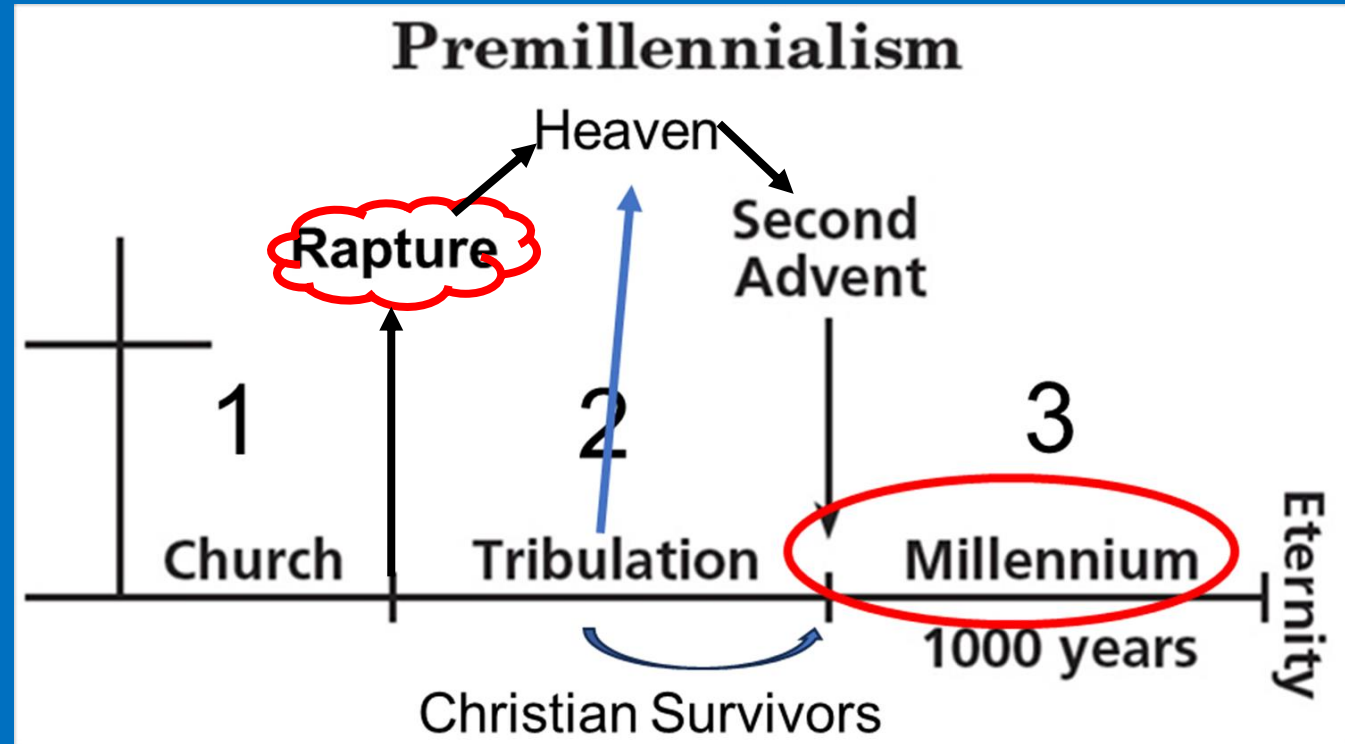 Premillennialism
Heaven
Rapture
Second
Advent
1
2
3
Church
Tribulation
Millennium
1000 years
Eternity
Christian Survivors